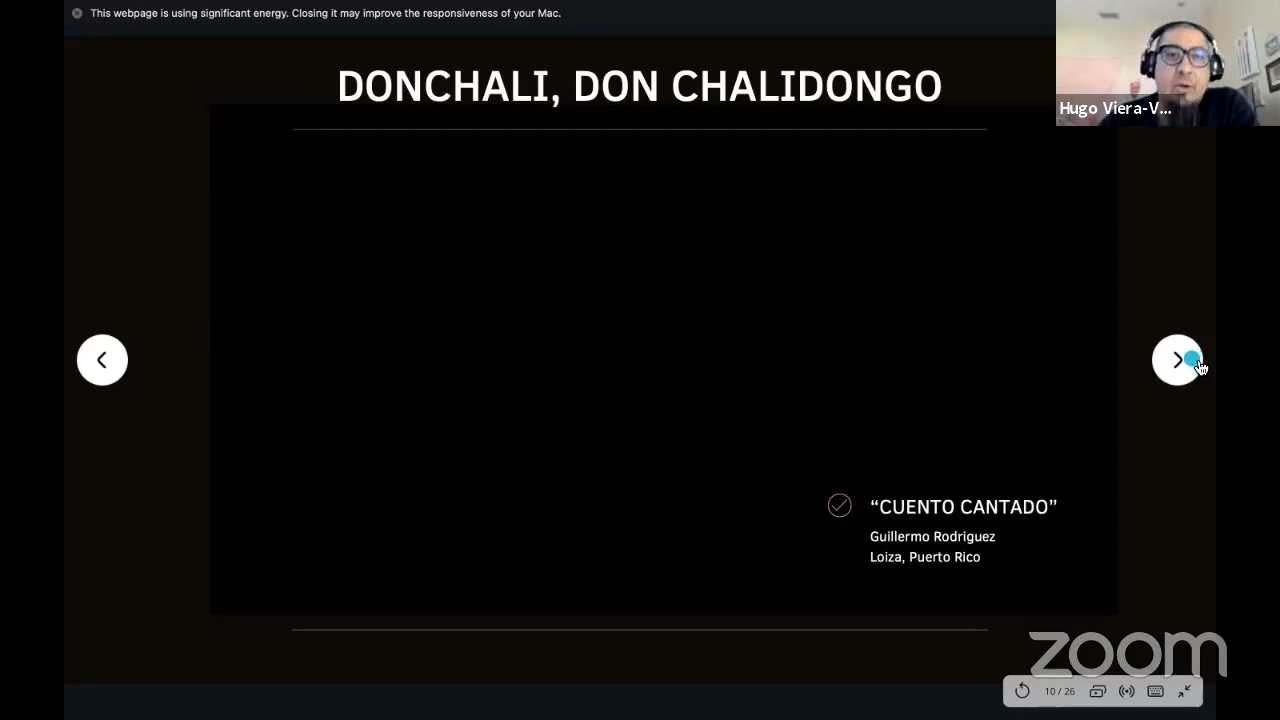 This webpage is using significant energy. Closing it may improve the responsiveness of your Mac.
DONCHALI, DON CHALIDONGO
Hugo Viera-V...
“CUENTO CANTADO”
Guillermo Rodriguez
Loiza, Puerto Rico
zoom
10 / 26